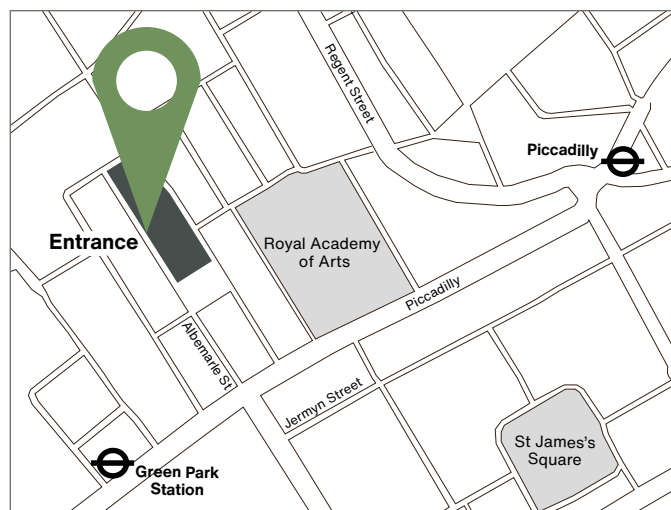 Regent Street
Piccadilly
Entrance
Royal Academy
of Arts
Piccadilly
Albemarle St
Jermyn Street
St James's
Square
Green Park
Station